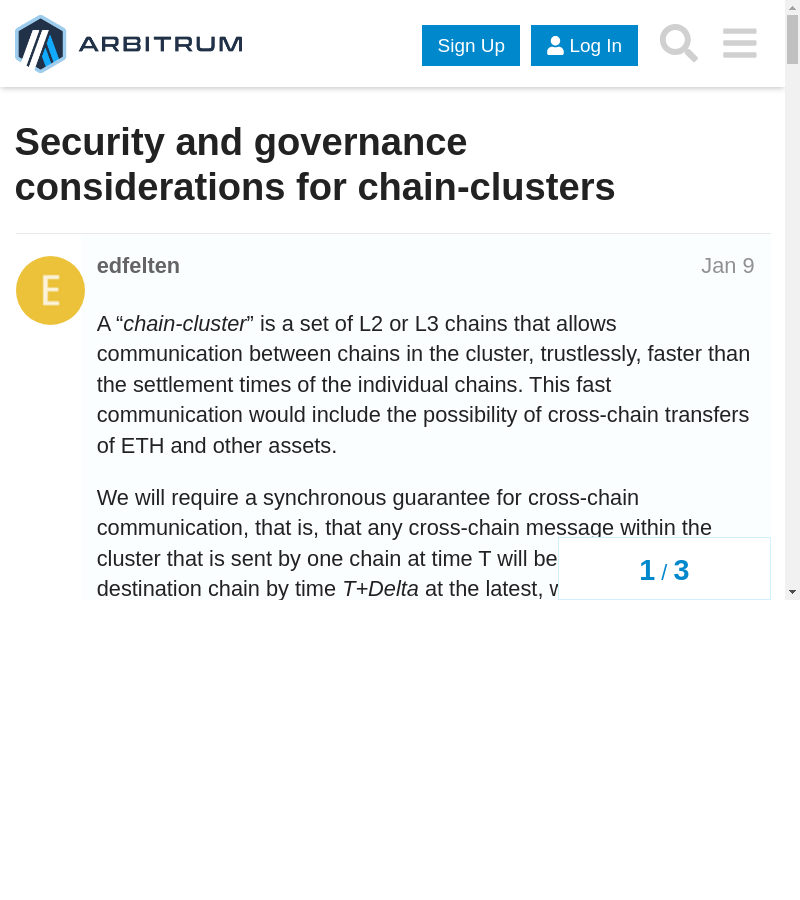 ARBITRUM
Sign Up
Log In
Security and governance
considerations for chain-clusters
E
edfelten
Jan 9
A “chain-cluster” is a set of L2 or L3 chains that allows
communication between chains in the cluster, trustlessly, faster than
the settlement times of the individual chains. This fast
communication would include the possibility of cross-chain transfers
of ETH and other assets.
We will require a synchronous guarantee for cross-chain
communication, that is, that any cross-chain message within the
cluster that is sent by one chain at time T will be
destination chain by time T+Delta at the latest,
1 / 3